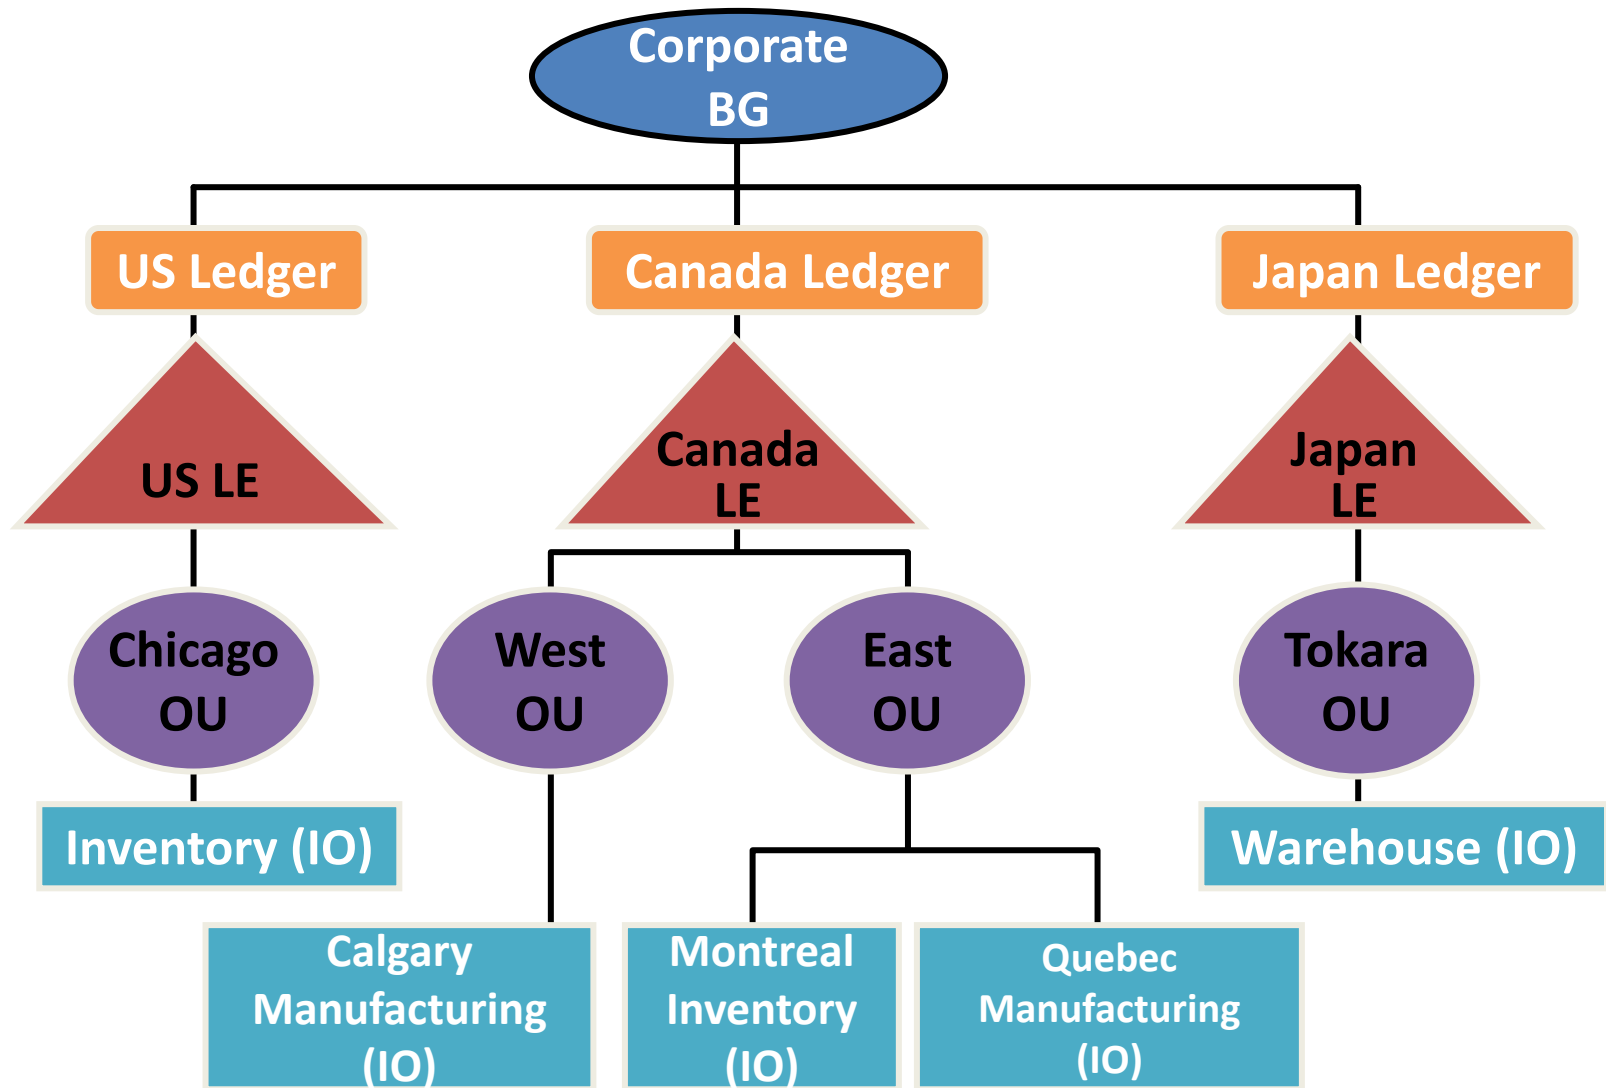 Corporate
BG
US Ledger
Canada Ledger
Japan Ledger
US LE
Canada
LE
Japan
LE
Chicago
OU
West
OU
East
OU
Tokara
OU
Inventory (IO)
Warehouse (IO)
Calgary
Manufacturing
(IO)
Montreal
Inventory
(IO)
Quebec
Manufacturing
(IO)